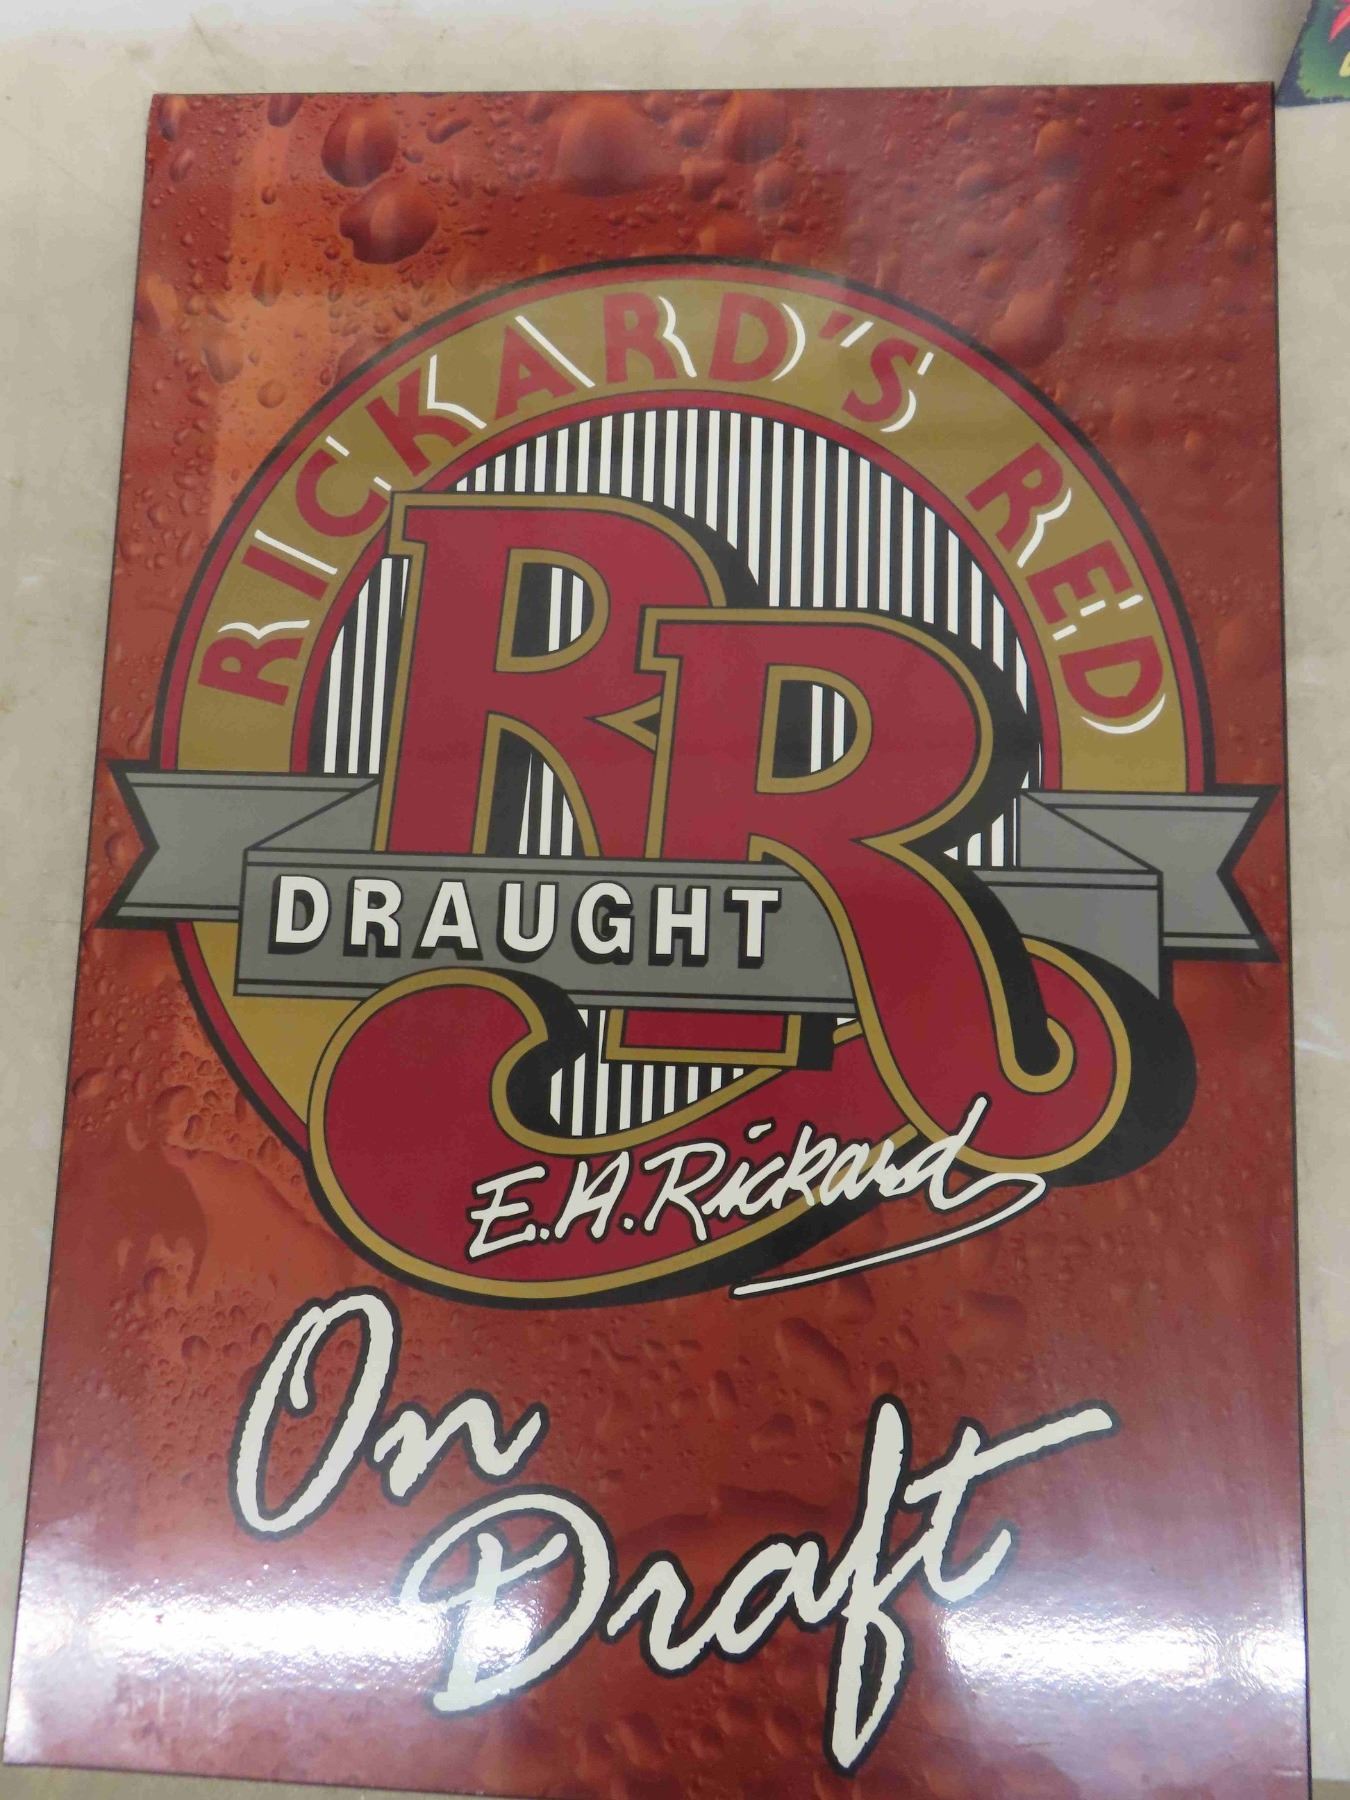 RICKARD'S RED
RR
DRAUGHT
E.A. Rickard
On
Draft